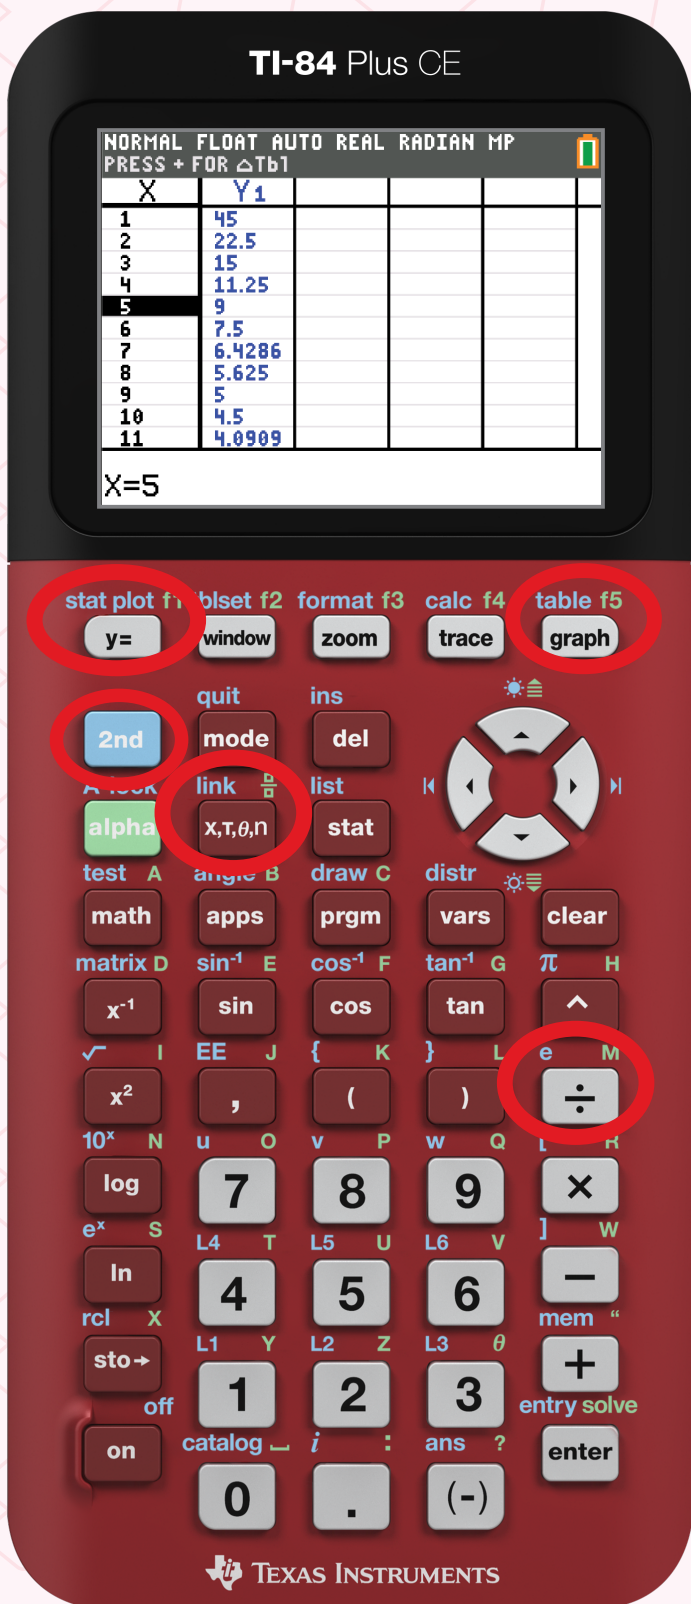 TI-84 Plus CE
NORMAL FLOAT AUTO REAL RADIAN MP
PRESS + FOR △Tbl
X Y1
1 45
2 22.5
3 15
4 11.25
5 9
6 7.5
7 6.4286
8 5.625
9 5
10 4.5
11 4.0909
X=5
stat plot f1 tblset f2 format f3 calc f4 table f5
y= window zoom trace graph
quit ins
2nd mode del
A-lock link list
alpha X,T,θ,n stat
test A angle B draw C distr
math apps prgm vars clear
matrix D sin⁻¹ E cos⁻¹ F tan⁻¹ G π H
x⁻¹ sin cos tan ^
√ I EE J { K } L e M
x² , ( ) ÷
10ˣ N u O v P w Q [ R
log 7 8 9 ×
eˣ S L4 T L5 U L6 V ] W
ln 4 5 6 −
rcl X L1 Y L2 Z L3 θ mem “
sto→ 1 2 3 +
off catalog ⎵ i : ans ? entry solve
on 0 . (-) enter
TEXAS INSTRUMENTS